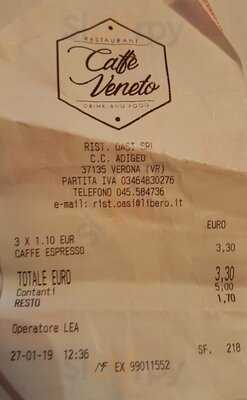 RESTAURANT
Caffè
Veneto
DRINK AND FOOD
RIST. OASI SRL
C.C. ADIGEO
37135 VERONA (VR)
PARTITA IVA 03464830276
TELEFONO 045.584736
e-mail: rist.oasi@libero.it
EURO
3 X 1.10 EUR
CAFFE ESPRESSO 3,30
TOTALE EURO 3,30
Contanti 5,00
RESTO 1,70
Operatore LEA
27-01-19 12:36 SF. 218
MF EX 99011552